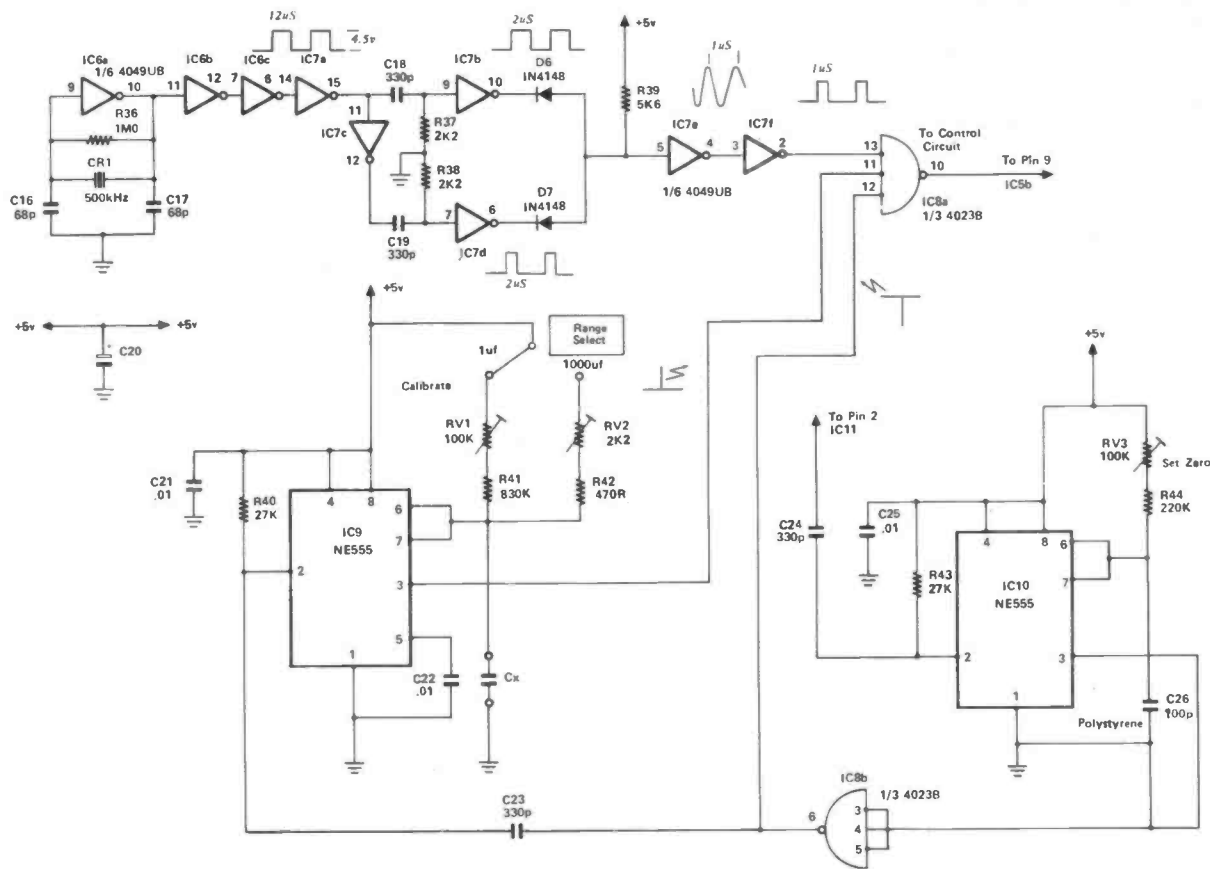 12uS
4.5v
2uS
+5v
1uS
1uS
IC6a
1/6 4049UB
IC6b
IC6c
IC7a
C18
330p
IC7b
D6
IN4148
R39
5K6
9
10
11
12
7
6
14
15
9
10
R36
1M0
11
IC7c
12
R37
2K2
R38
2K2
IC7e
IC7f
5
4
3
2
1/6 4049UB
13
11
12
10
To Control
Circuit
To Pin 9
IC5b
IC8a
1/3 4023B
CR1
500kHz
C16
68p
C17
68p
C19
330p
7
6
IC7d
D7
IN4148
2uS
+5v
+5v
C20
+5v
1uf
Range
Select
1000uf
Calibrate
RV1
100K
RV2
2K2
R41
830K
R42
470R
C21
.01
R40
27K
4
8
6
7
IC9
NE555
2
3
5
1
C22
.01
Cx
+5v
To Pin 2
IC11
RV3
100K
Set Zero
R44
220K
C24
330p
C25
.01
R43
27K
4
8
6
7
IC10
NE555
2
3
1
C26
100p
Polystyrene
C23
330p
IC8b
1/3 4023B
6
3
4
5